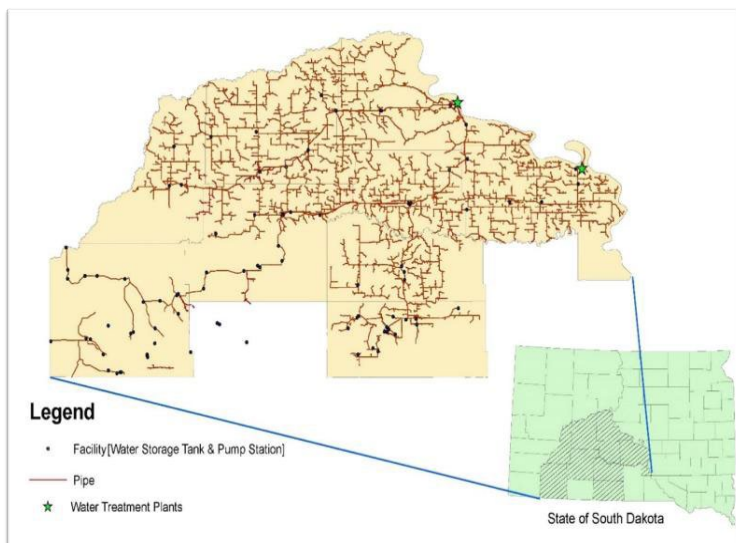 Legend
Facility[Water Storage Tank & Pump Station]
Pipe
Water Treatment Plants
State of South Dakota